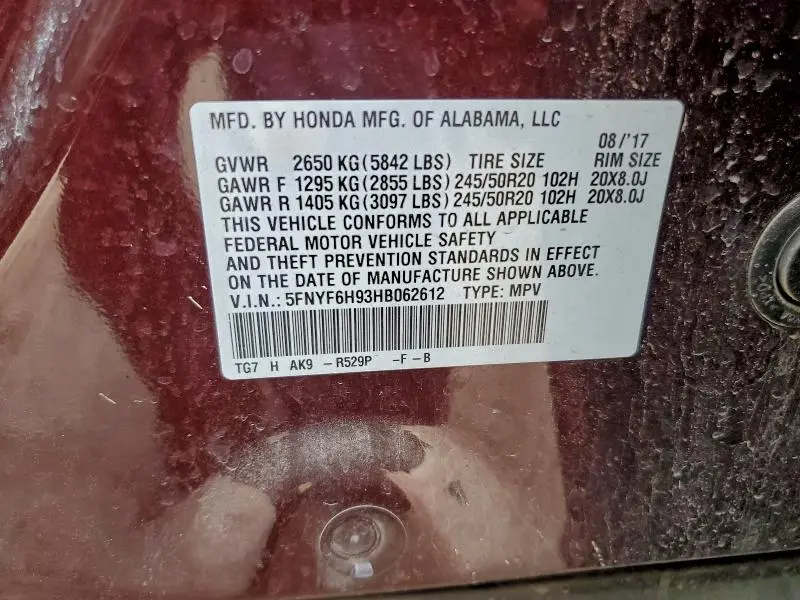 MFD. BY HONDA MFG. OF ALABAMA, LLC
08/'17
GVWR 2650 KG(5842 LBS) TIRE SIZE RIM SIZE
GAWR F 1295 KG(2855 LBS) 245/50R20 102H 20X8.0J
GAWR R 1405 KG(3097 LBS) 245/50R20 102H 20X8.0J
THIS VEHICLE CONFORMS TO ALL APPLICABLE
FEDERAL MOTOR VEHICLE SAFETY
AND THEFT PREVENTION STANDARDS IN EFFECT
ON THE DATE OF MANUFACTURE SHOWN ABOVE.
V.I.N.: 5FNYF6H93HB062612 TYPE: MPV
TG7 H AK9 -R529P -F-B